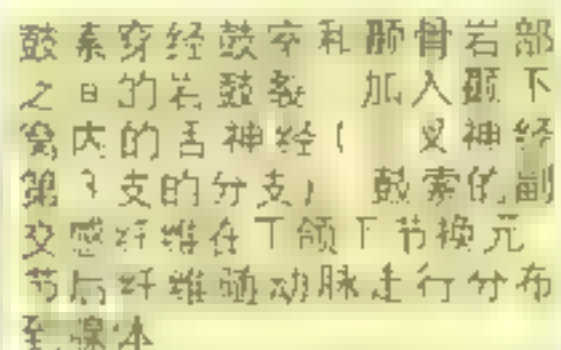 鼓索穿经鼓室和颞骨岩部
之间的岩鼓裂 加入颞下
窝内的舌神经( 叉神经
第3支的分支) 鼓索的副
交感纤维在下颌下节换元
节后纤维随动脉走行分布
到 腺体